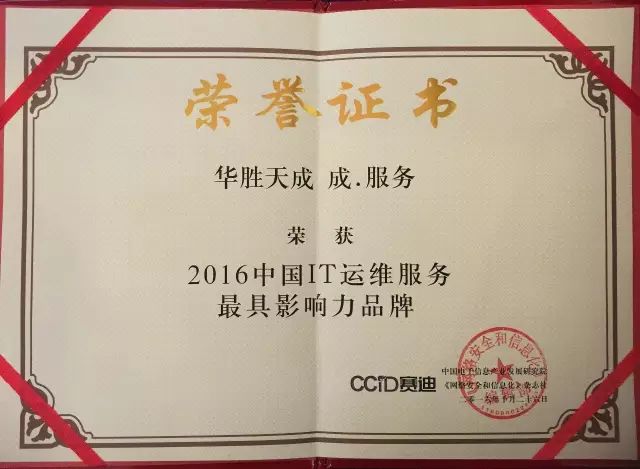 荣誉证书
华胜天成 成.服务
荣 获
2016中国IT运维服务
最具影响力品牌
CCID赛迪
中国电子信息产业发展研究院
《网络安全和信息化》杂志社
二零一六年十月二十六日
网络安全和信息化